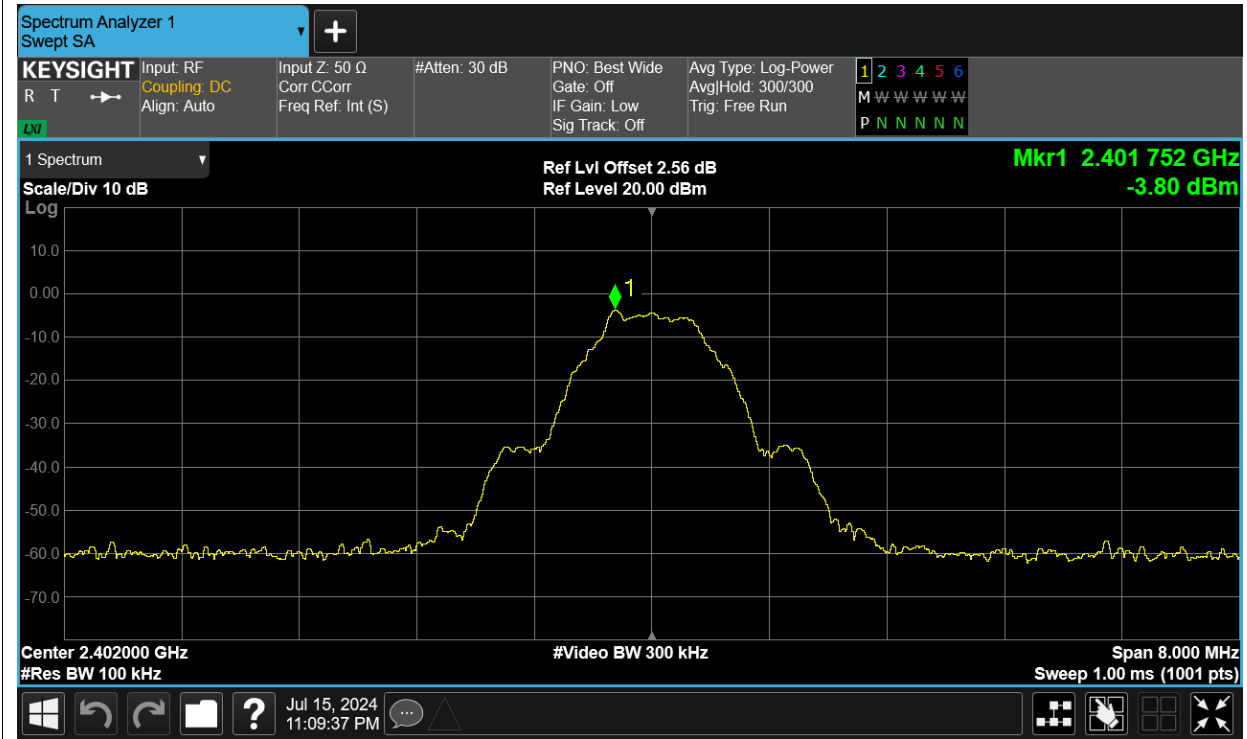 Spectrum Analyzer 1
Swept SA
KEYSIGHT
R T
LXI
Input: RF
Coupling: DC
Align: Auto
Input Z: 50 Ω
Corr CCorr
Freq Ref: Int (S)
#Atten: 30 dB
PNO: Best Wide
Gate: Off
IF Gain: Low
Sig Track: Off
Avg Type: Log-Power
Avg|Hold: 300/300
Trig: Free Run
1 2 3 4 5 6
M W W W W W
P N N N N N
1 Spectrum
Scale/Div 10 dB
Log
Ref Lvl Offset 2.56 dB
Ref Level 20.00 dBm
Mkr1 2.401 752 GHz
-3.80 dBm
1
10.0
0.00
-10.0
-20.0
-30.0
-40.0
-50.0
-60.0
-70.0
Center 2.402000 GHz
#Video BW 300 kHz
Span 8.000 MHz
#Res BW 100 kHz
Sweep 1.00 ms (1001 pts)
?
Jul 15, 2024
11:09:37 PM